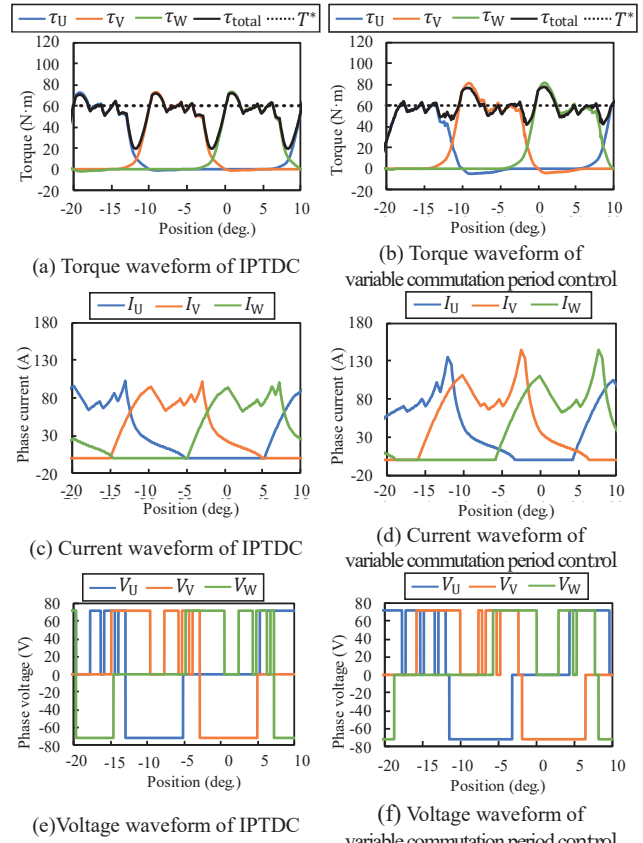 τU τV τW τtotal T*
τU τV τW τtotal T*
120
100
80
60
40
20
0
-20
Torque (N·m)
-20 -15 -10 -5 0 5 10
Position (deg.)
120
100
80
60
40
20
0
-20
Torque (N·m)
-20 -15 -10 -5 0 5 10
Position (deg.)
(a) Torque waveform of IPTDC
(b) Torque waveform of
variable commutation period control
IU IV IW
IU IV IW
180
130
80
30
-20
Phase current (A)
-20 -15 -10 -5 0 5 10
Position (deg.)
180
130
80
30
-20
Phase current (A)
-20 -15 -10 -5 0 5 10
Position (deg.)
(c) Current waveform of IPTDC
(d) Current waveform of
variable commutation period control
VU VV VW
VU VV VW
80
60
40
20
0
-20
-40
-60
-80
Phase voltage (V)
-20 -15 -10 -5 0 5 10
Position (deg.)
80
60
40
20
0
-20
-40
-60
-80
Phase voltage (V)
-20 -15 -10 -5 0 5 10
Position (deg.)
(e)Voltage waveform of IPTDC
(f) Voltage waveform of
variable commutation period control